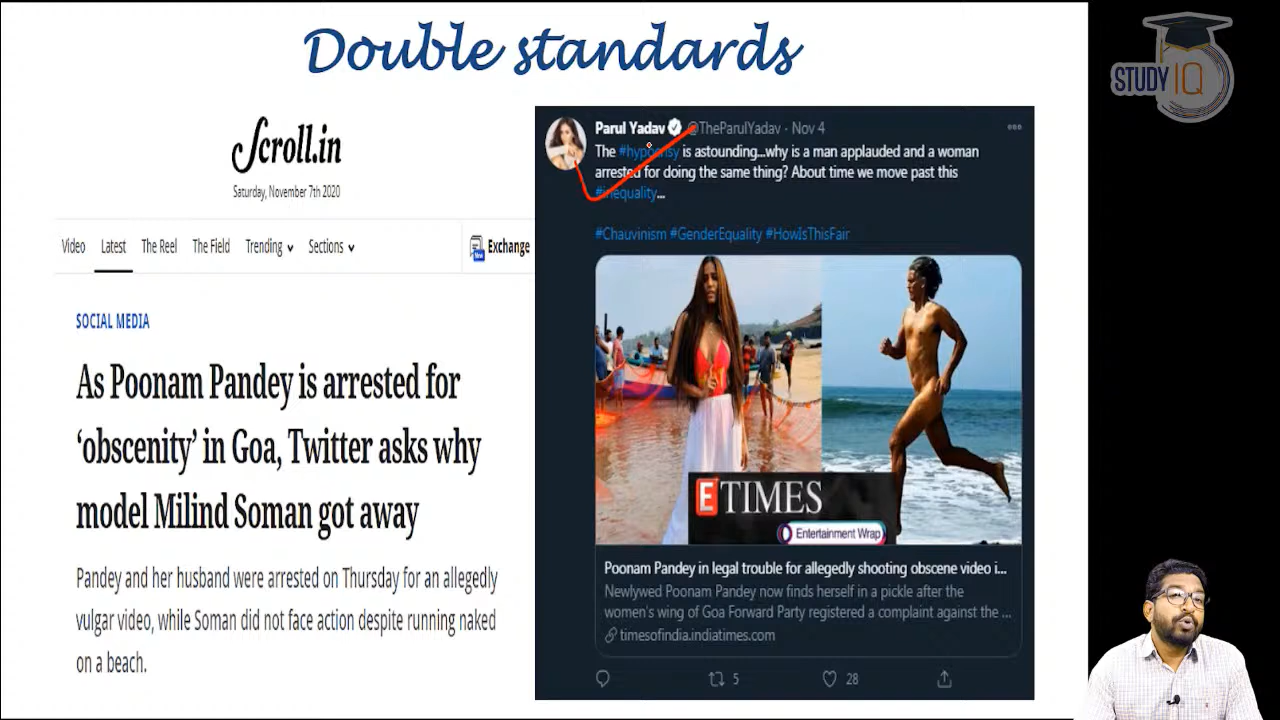 Double standards
STUDY IQ
Scroll.in
Saturday, November 7th 2020
Video Latest The Reel The Field Trending Sections Exchange
SOCIAL MEDIA
As Poonam Pandey is arrested for
‘obscenity’ in Goa, Twitter asks why
model Milind Soman got away
Pandey and her husband were arrested on Thursday for an allegedly
vulgar video, while Soman did not face action despite running naked
on a beach.
Parul Yadav @TheParulYadav · Nov 4
The #hypocrisy is astounding...why is a man applauded and a woman
arrested for doing the same thing? About time we move past this
#inequality...
#Chauvinism #GenderEquality #HowIsThisFair
E TIMES
Entertainment Wrap
Poonam Pandey in legal trouble for allegedly shooting obscene video i...
Newlywed Poonam Pandey now finds herself in a pickle after the
women's wing of Goa Forward Party registered a complaint against the ...
timesofindia.indiatimes.com
5 28